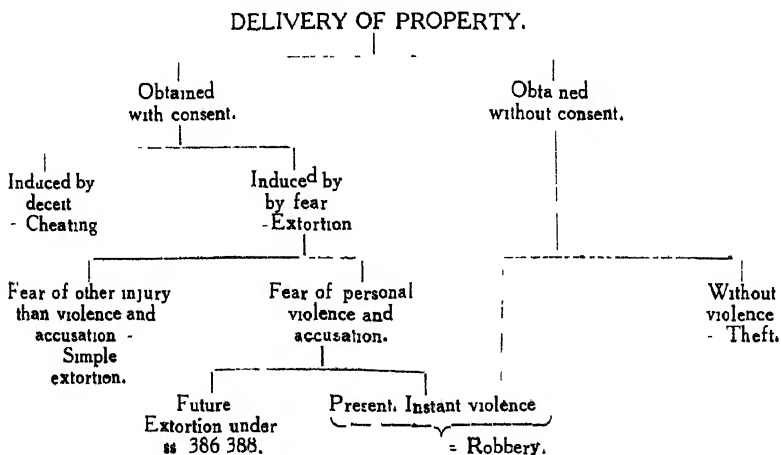 DELIVERY OF PROPERTY.
Obtained
with consent.
Obta ned
without consent.
Induced by
deceit
- Cheating
Induced by
by fear
- Extortion
Fear of other injury
than violence and
accusation -
Simple
extortion.
Fear of personal
violence and
accusation.
Without
violence
- Theft.
Future
Extortion under
ss 386 388.
Present. Instant violence
= Robbery.